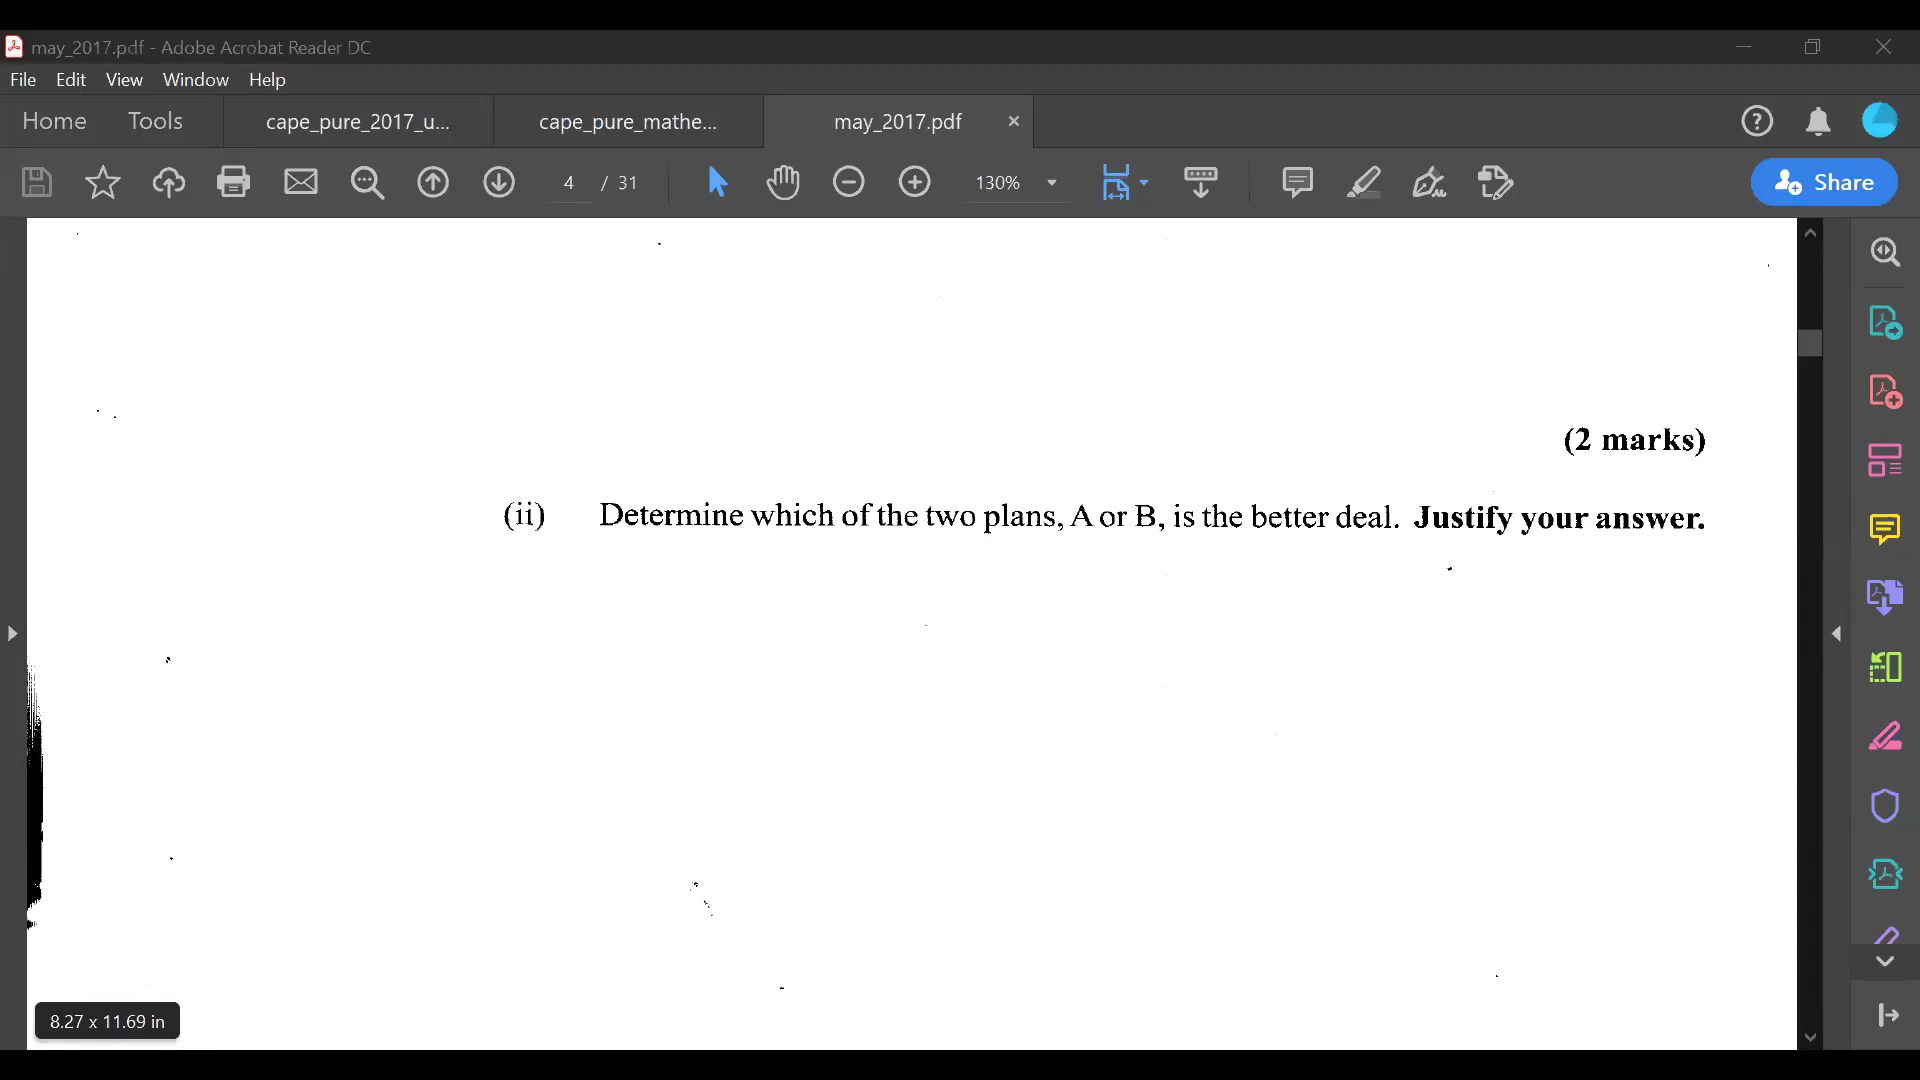 may_2017.pdf - Adobe Acrobat Reader DC
File Edit View Window Help
Home Tools cape_pure_2017_u... cape_pure_mathe... may_2017.pdf
4 / 31 130% Share
(2 marks)
(ii) Determine which of the two plans, A or B, is the better deal. Justify your answer.
8.27 x 11.69 in